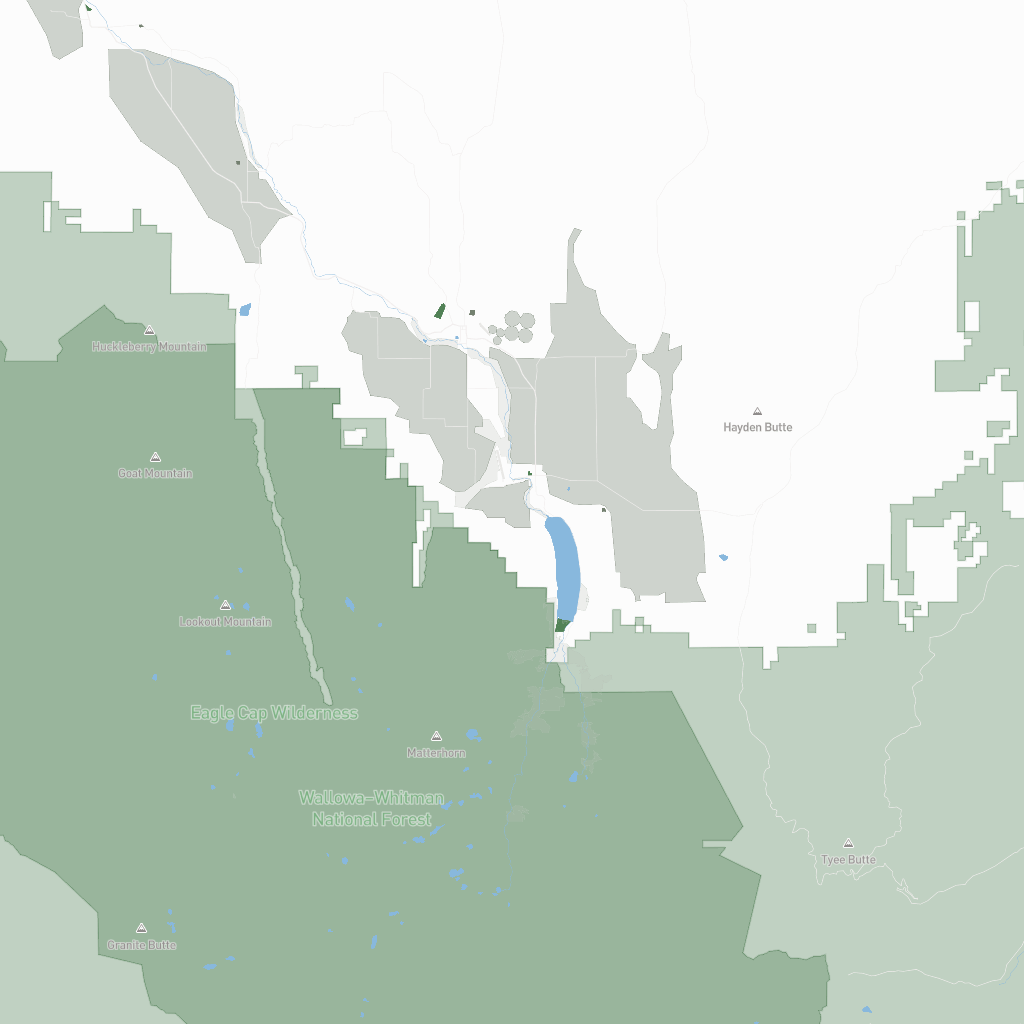 Huckleberry Mountain
Hayden Butte
Goat Mountain
Lookout Mountain
Eagle Cap Wilderness
Matterhorn
Wallowa–Whitman
National Forest
Tyee Butte
Granite Butte